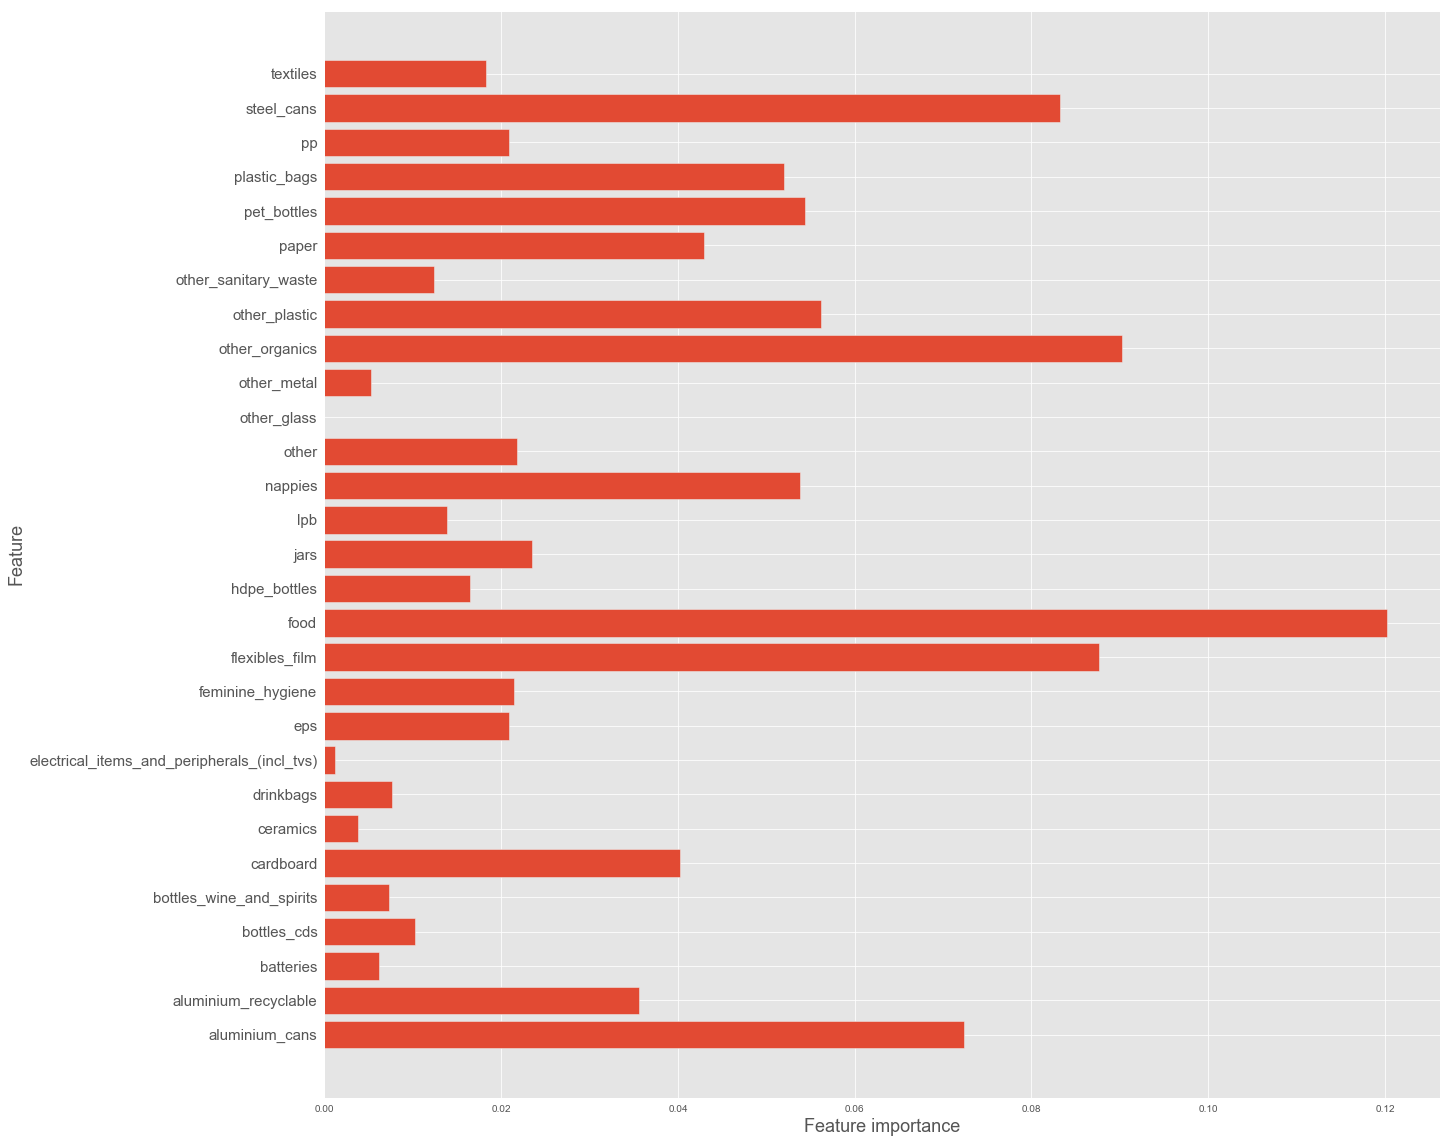 textiles
steel_cans
pp
plastic_bags
pet_bottles
paper
other_sanitary_waste
other_plastic
other_organics
other_metal
other_glass
other
nappies
lpb
jars
hdpe_bottles
food
flexibles_film
feminine_hygiene
eps
electrical_items_and_peripherals_(incl_tvs)
drinkbags
ceramics
cardboard
bottles_wine_and_spirits
bottles_cds
batteries
aluminium_recyclable
aluminium_cans
Feature
0.00 0.02 0.04 0.06 0.08 0.10 0.12
Feature importance